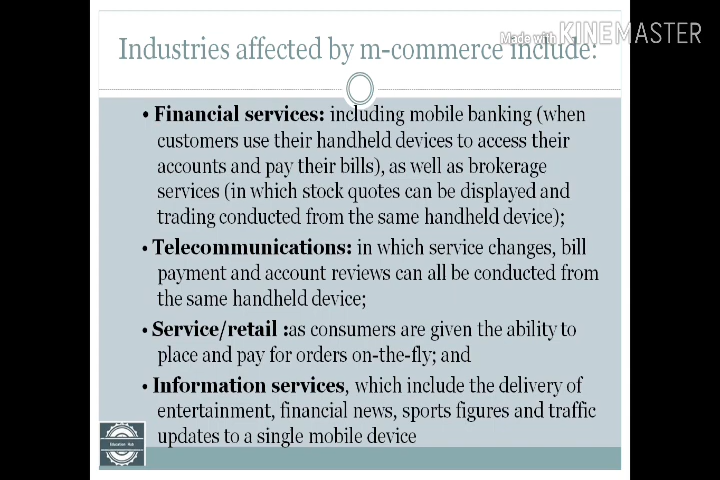 Made with KINEMASTER
Industries affected by m-commerce include:
• Financial services: including mobile banking (when
customers use their handheld devices to access their
accounts and pay their bills), as well as brokerage
services (in which stock quotes can be displayed and
trading conducted from the same handheld device);
• Telecommunications: in which service changes, bill
payment and account reviews can all be conducted from
the same handheld device;
• Service/retail :as consumers are given the ability to
place and pay for orders on-the-fly; and
• Information services, which include the delivery of
entertainment, financial news, sports figures and traffic
updates to a single mobile device
Education Hub